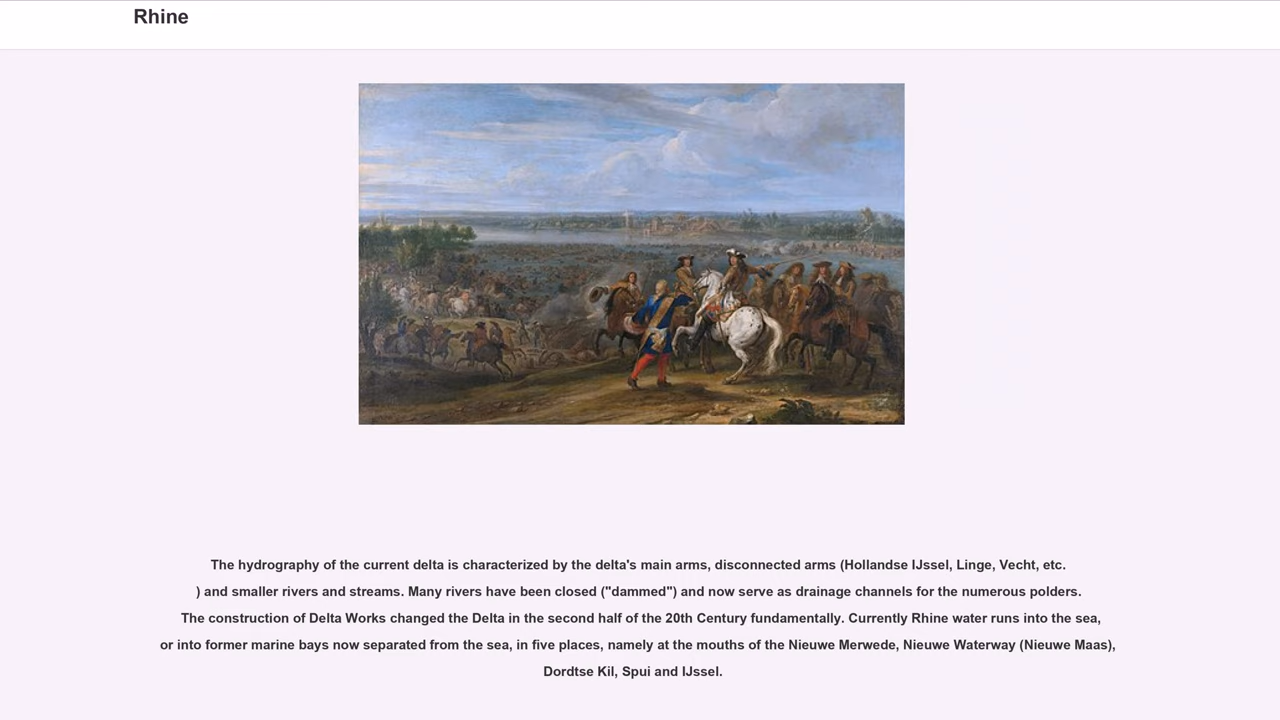 Rhine
The hydrography of the current delta is characterized by the delta's main arms, disconnected arms (Hollandse IJssel, Linge, Vecht, etc.
) and smaller rivers and streams. Many rivers have been closed ("dammed") and now serve as drainage channels for the numerous polders.
The construction of Delta Works changed the Delta in the second half of the 20th Century fundamentally. Currently Rhine water runs into the sea,
or into former marine bays now separated from the sea, in five places, namely at the mouths of the Nieuwe Merwede, Nieuwe Waterway (Nieuwe Maas),
Dordtse Kil, Spui and IJssel.